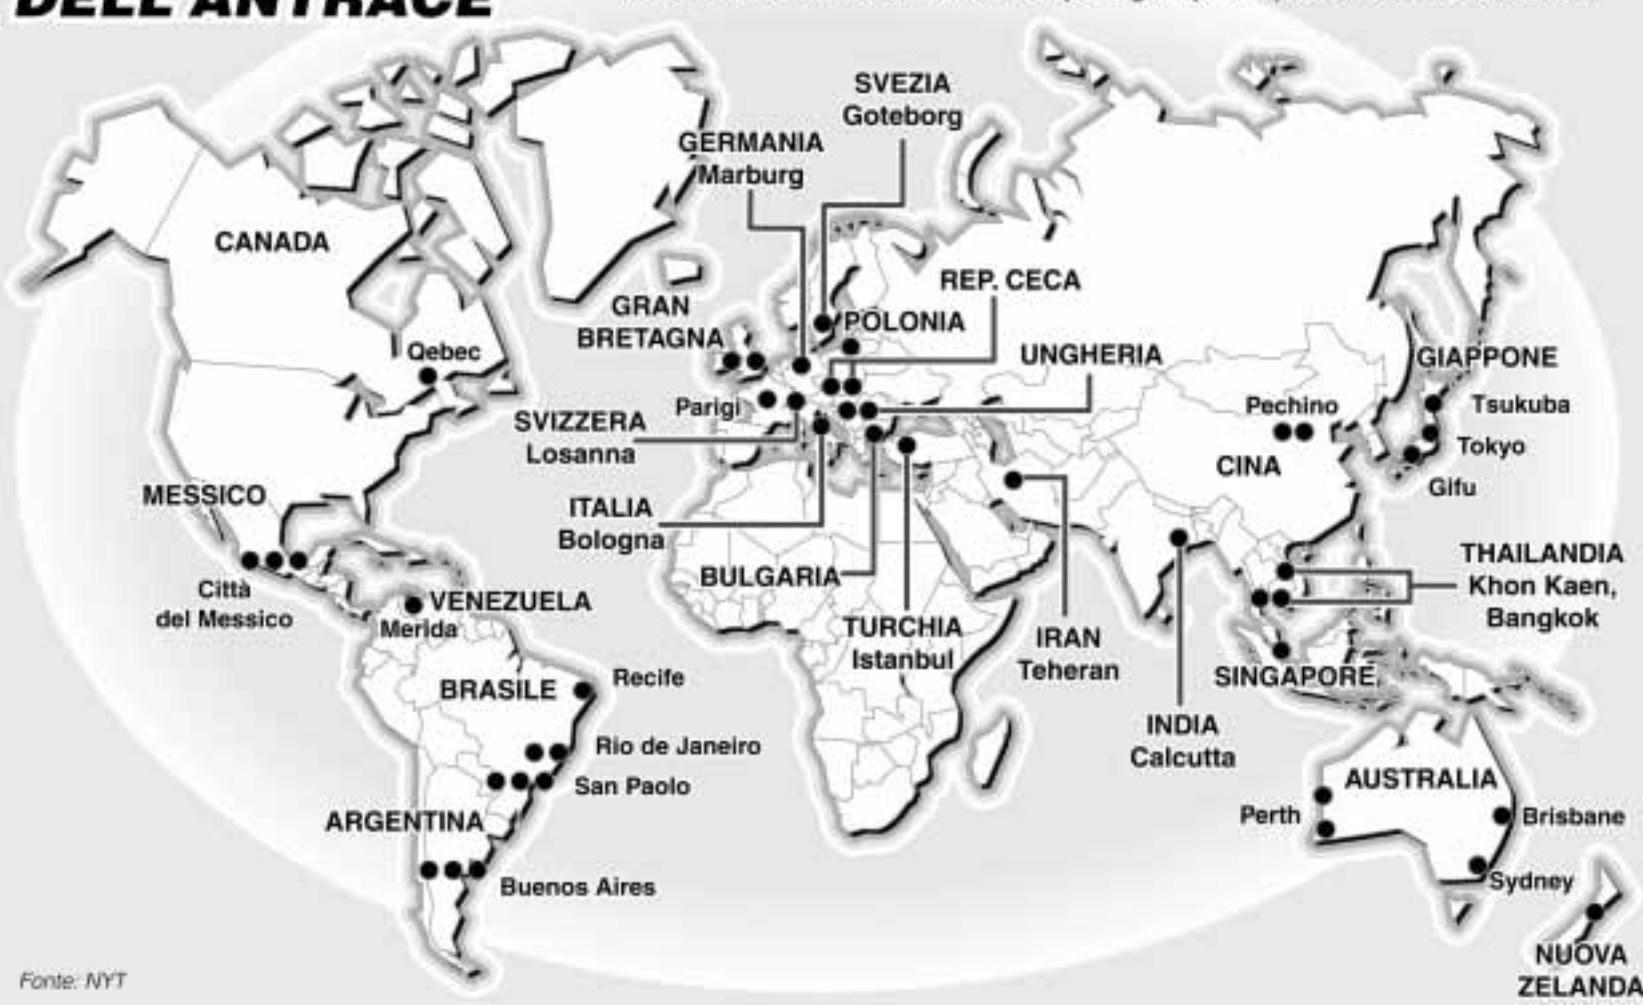 DELL'ANTRACE
SVEZIA
Goteborg
GERMANIA
Marburg
CANADA
REP. CECA
GRAN
BRETAGNA
POLONIA
UNGHERIA
GIAPPONE
Qebec
Parigi
Pechino
Tsukuba
SVIZZERA
Losanna
Tokyo
CINA
Gifu
MESSICO
ITALIA
Bologna
THAILANDIA
Khon Kaen,
Bangkok
BULGARIA
Città
del Messico
VENEZUELA
Merida
TURCHIA
Istanbul
IRAN
Teheran
SINGAPORE
Recife
BRASILE
INDIA
Calcutta
Rio de Janeiro
San Paolo
AUSTRALIA
Perth
Brisbane
ARGENTINA
Buenos Aires
Sydney
NUOVA
ZELANDA
Fonte: NYT